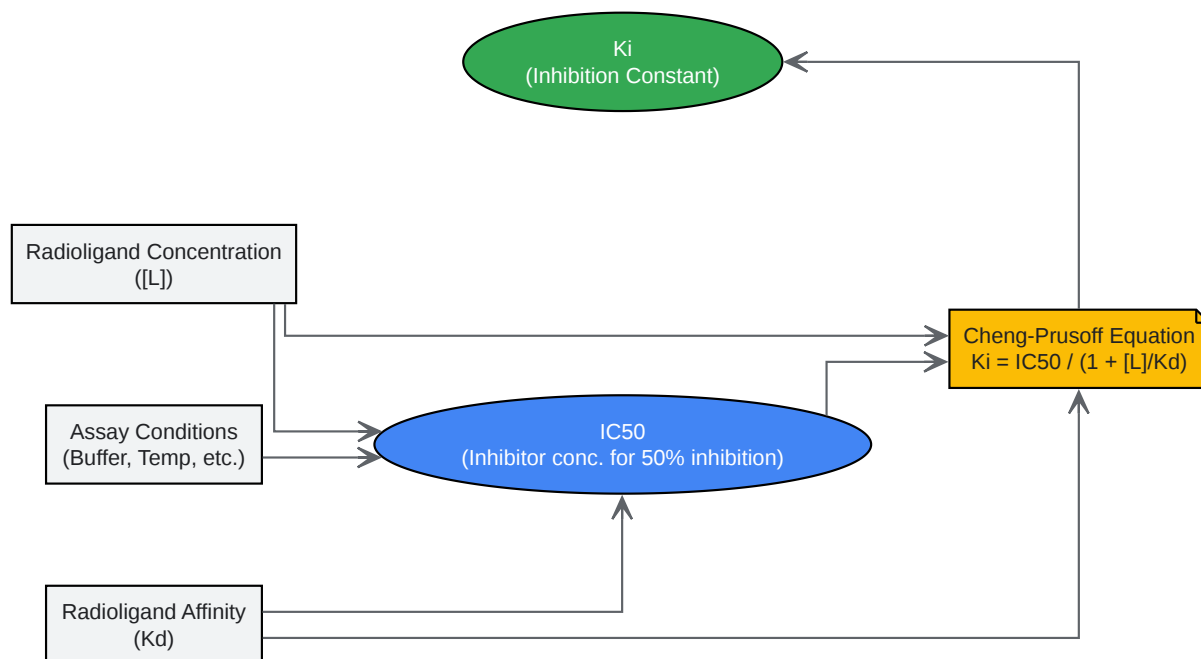 Ki
(Inhibition Constant)
Radioligand Concentration
([L])
Cheng-Prusoff Equation
Ki = IC50 / (1 + [L]/Kd)
Assay Conditions
(Buffer, Temp, etc.)
IC50
(Inhibitor conc. for 50% inhibition)
Radioligand Affinity
(Kd)